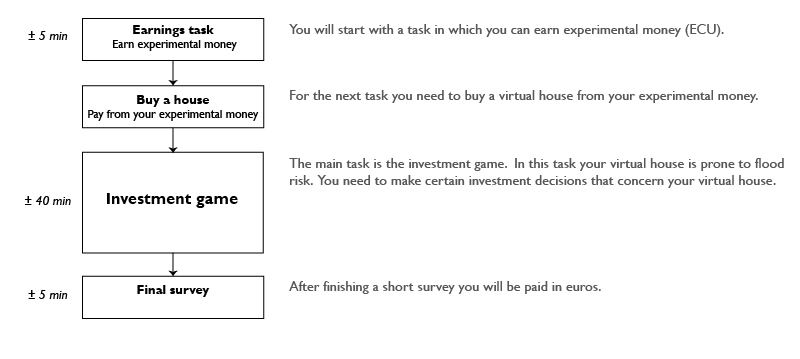 ± 5 min
Earnings task
Earn experimental money
You will start with a task in which you can earn experimental money (ECU).
Buy a house
Pay from your experimental money
For the next task you need to buy a virtual house from your experimental money.
± 40 min
Investment game
The main task is the investment game. In this task your virtual house is prone to flood
risk. You need to make certain investment decisions that concern your virtual house.
± 5 min
Final survey
After finishing a short survey you will be paid in euros.